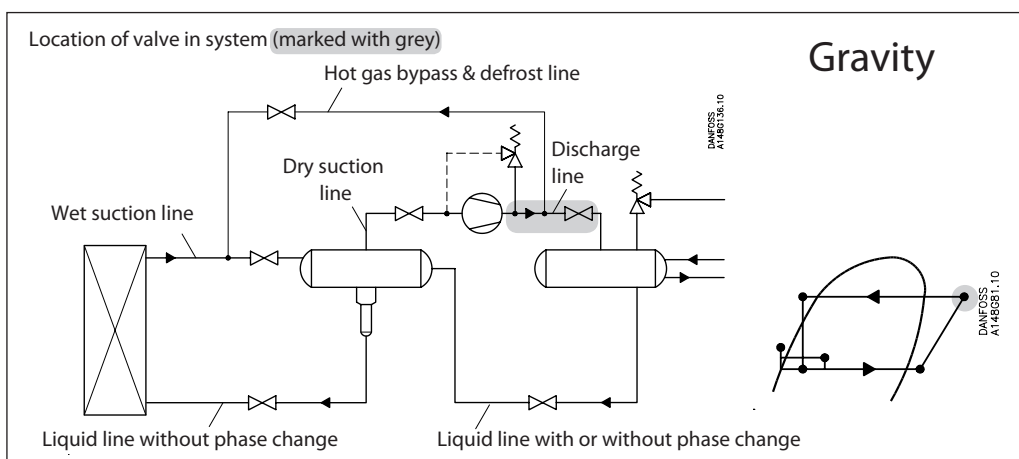 Location of valve in system (marked with grey)
Gravity
Hot gas bypass & defrost line
DANFOSS
A148G136.10
Discharge
line
Dry suction
line
Wet suction line
DANFOSS
A148G81.10
Liquid line without phase change
Liquid line with or without phase change